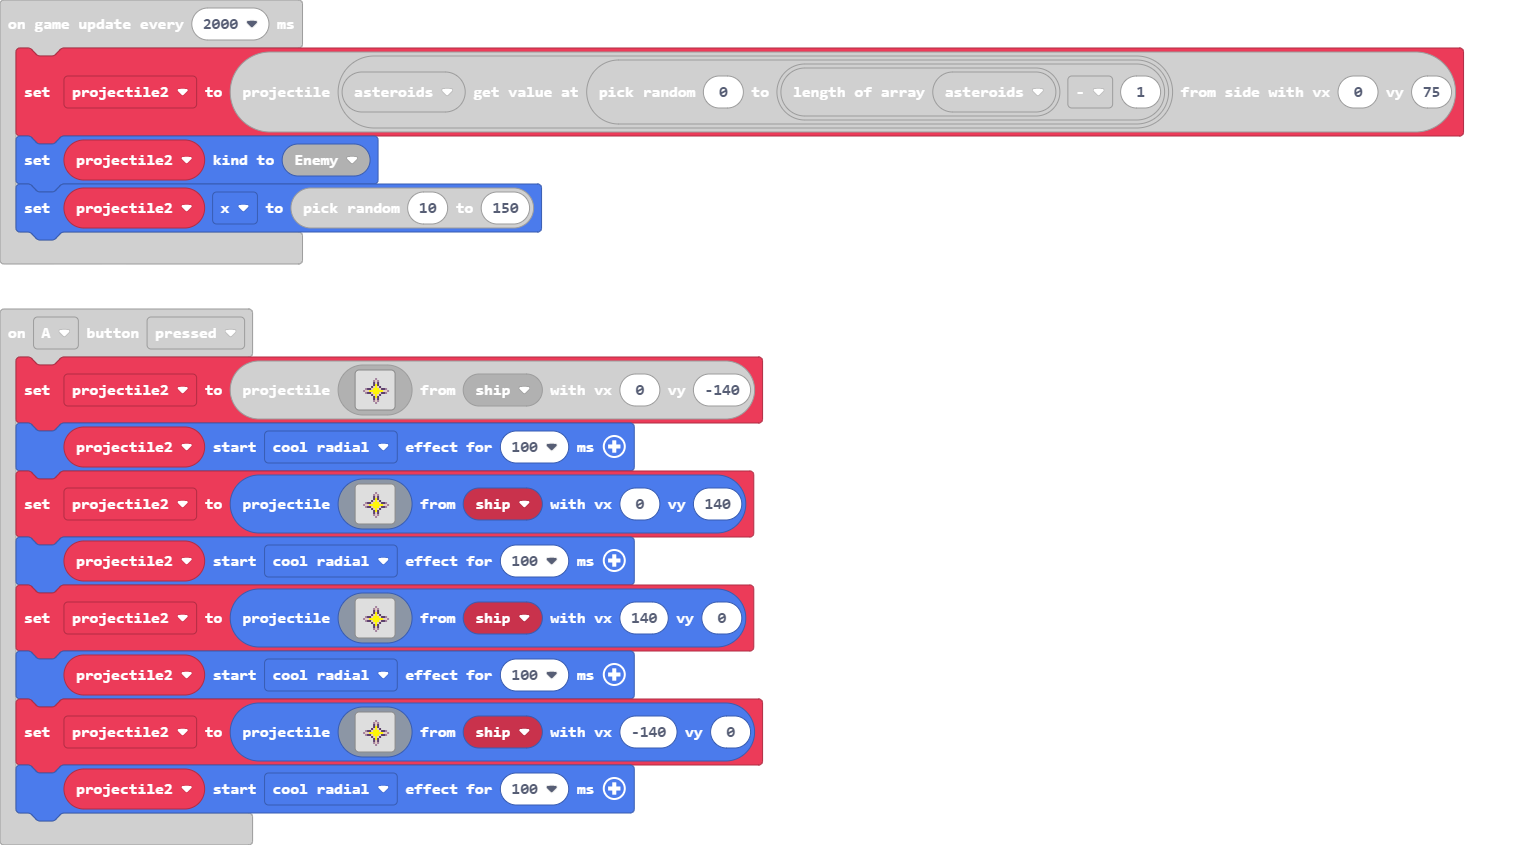 on game update every 2000 ms
set projectile2 to projectile asteroids get value at pick random 0 to length of array asteroids - 1 from side with vx 0 vy 75
set projectile2 kind to Enemy
set projectile2 x to pick random 10 to 150
on A button pressed
set projectile2 to projectile from ship with vx 0 vy -140
projectile2 start cool radial effect for 100 ms
set projectile2 to projectile from ship with vx 0 vy 140
projectile2 start cool radial effect for 100 ms
set projectile2 to projectile from ship with vx 140 vy 0
projectile2 start cool radial effect for 100 ms
set projectile2 to projectile from ship with vx -140 vy 0
projectile2 start cool radial effect for 100 ms